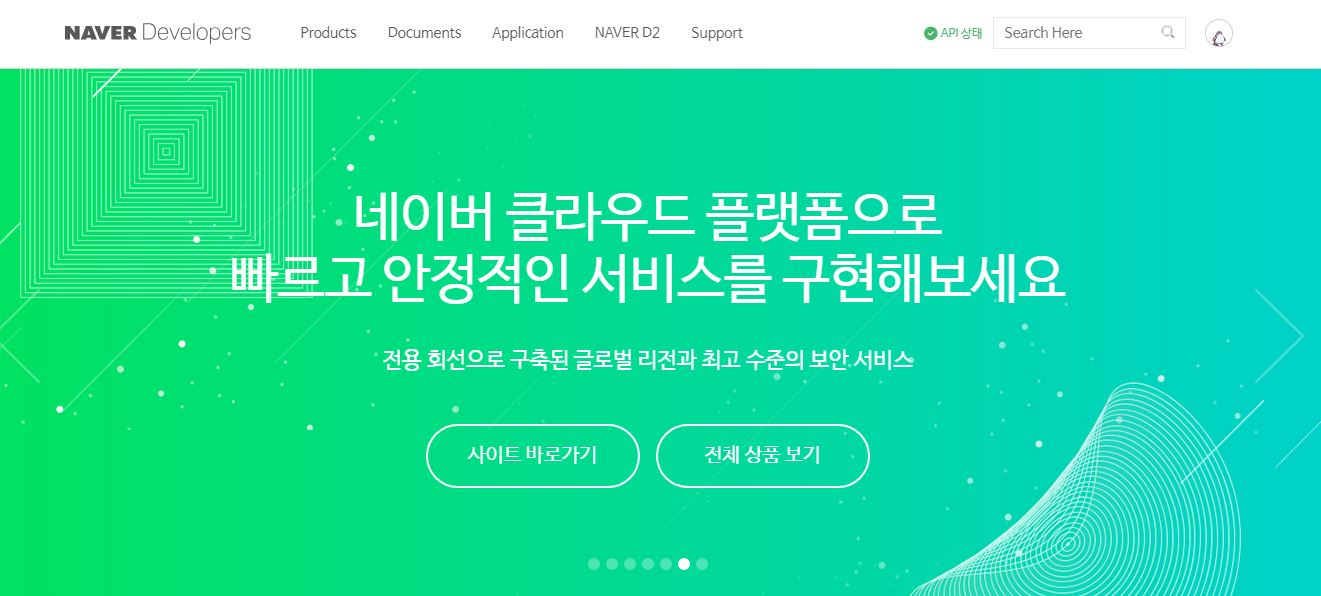 NAVER Developers
Products Documents Application NAVER D2 Support
API 상태
Search Here
네이버 클라우드 플랫폼으로
빠르고 안정적인 서비스를 구현해보세요
전용 회선으로 구축된 글로벌 리전과 최고 수준의 보안 서비스
사이트 바로가기
전체 상품 보기